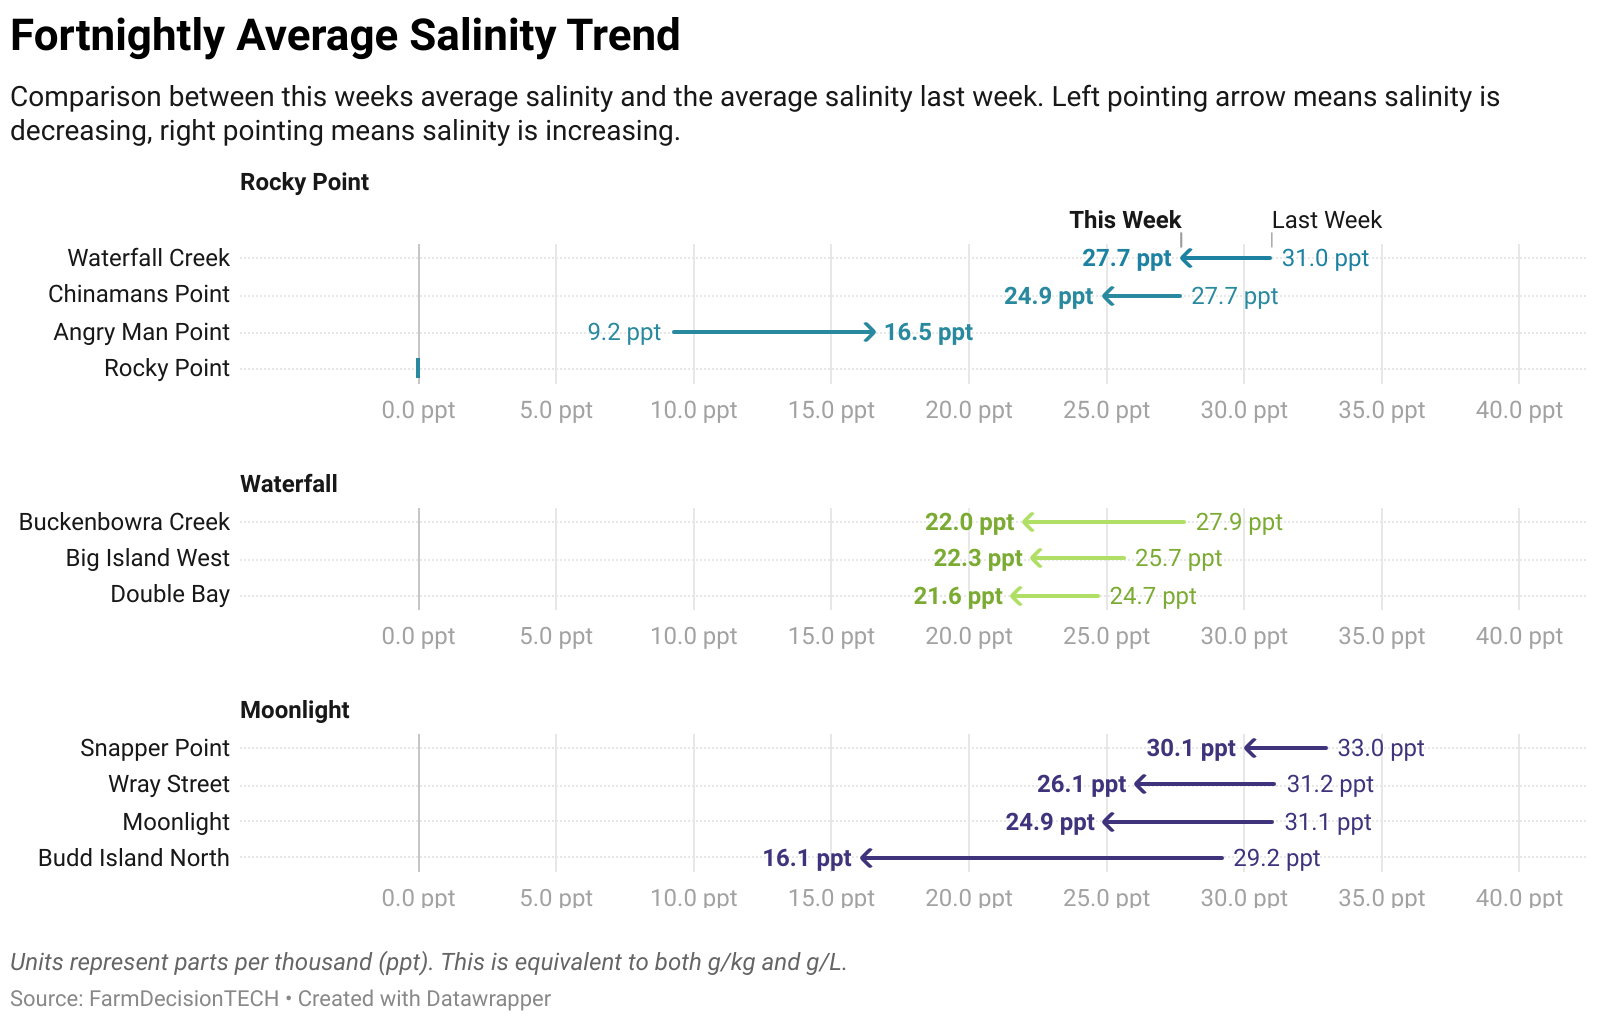 Fortnightly Average Salinity Trend
Comparison between this weeks average salinity and the average salinity last week. Left pointing arrow means salinity is
decreasing, right pointing means salinity is increasing.
Rocky Point
This Week Last Week
Waterfall Creek 27.7 ppt 31.0 ppt
Chinamans Point 24.9 ppt 27.7 ppt
Angry Man Point 9.2 ppt 16.5 ppt
Rocky Point
0.0 ppt 5.0 ppt 10.0 ppt 15.0 ppt 20.0 ppt 25.0 ppt 30.0 ppt 35.0 ppt 40.0 ppt
Waterfall
Buckenbowra Creek 22.0 ppt 27.9 ppt
Big Island West 22.3 ppt 25.7 ppt
Double Bay 21.6 ppt 24.7 ppt
0.0 ppt 5.0 ppt 10.0 ppt 15.0 ppt 20.0 ppt 25.0 ppt 30.0 ppt 35.0 ppt 40.0 ppt
Moonlight
Snapper Point 30.1 ppt 33.0 ppt
Wray Street 26.1 ppt 31.2 ppt
Moonlight 24.9 ppt 31.1 ppt
Budd Island North 16.1 ppt 29.2 ppt
0.0 ppt 5.0 ppt 10.0 ppt 15.0 ppt 20.0 ppt 25.0 ppt 30.0 ppt 35.0 ppt 40.0 ppt
Units represent parts per thousand (ppt). This is equivalent to both g/kg and g/L.
Source: FarmDecisionTECH • Created with Datawrapper